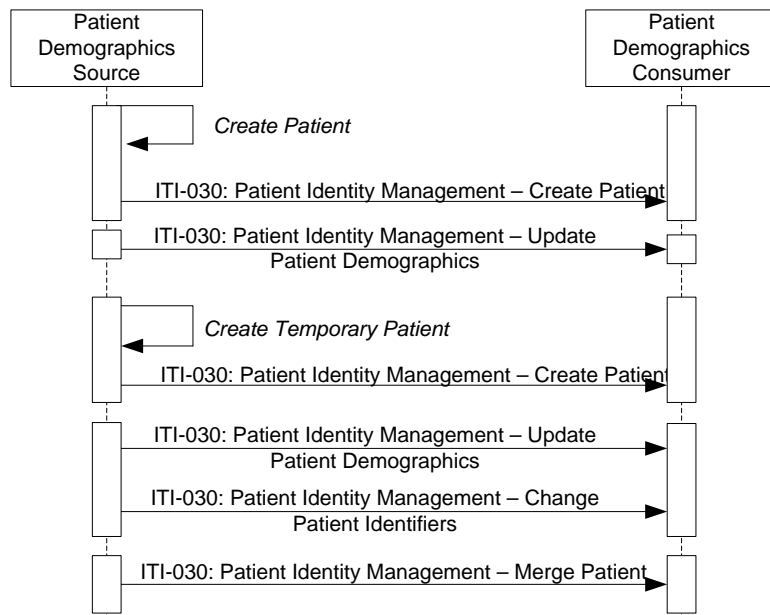 Patient
Demographics
Source
Patient
Demographics
Consumer
Create Patient
ITI-030: Patient Identity Management – Create Patient
ITI-030: Patient Identity Management – Update
Patient Demographics
Create Temporary Patient
ITI-030: Patient Identity Management – Create Patient
ITI-030: Patient Identity Management – Update
Patient Demographics
ITI-030: Patient Identity Management – Change
Patient Identifiers
ITI-030: Patient Identity Management – Merge Patient